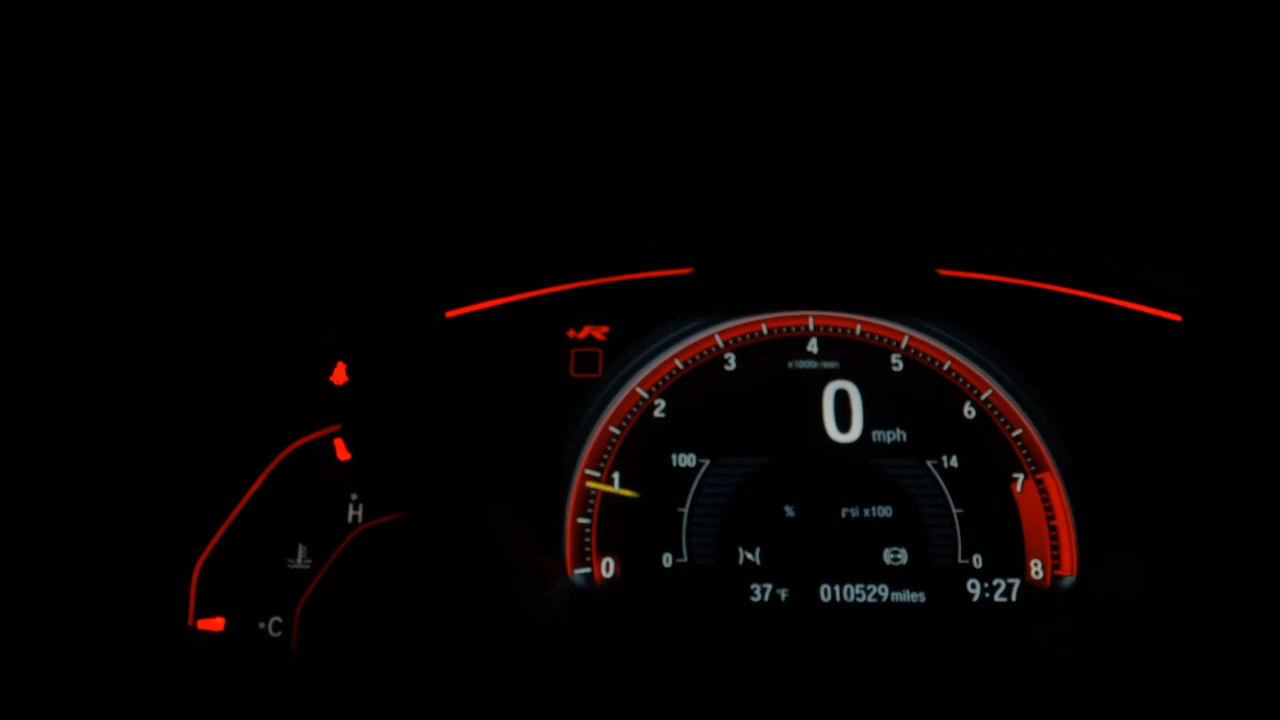 +R
4
3 5
x1000r/min
2 0 mph 6
100 14
1 7
H % psi x100
0 0
0 8
37 °F 010529 miles 9:27
C